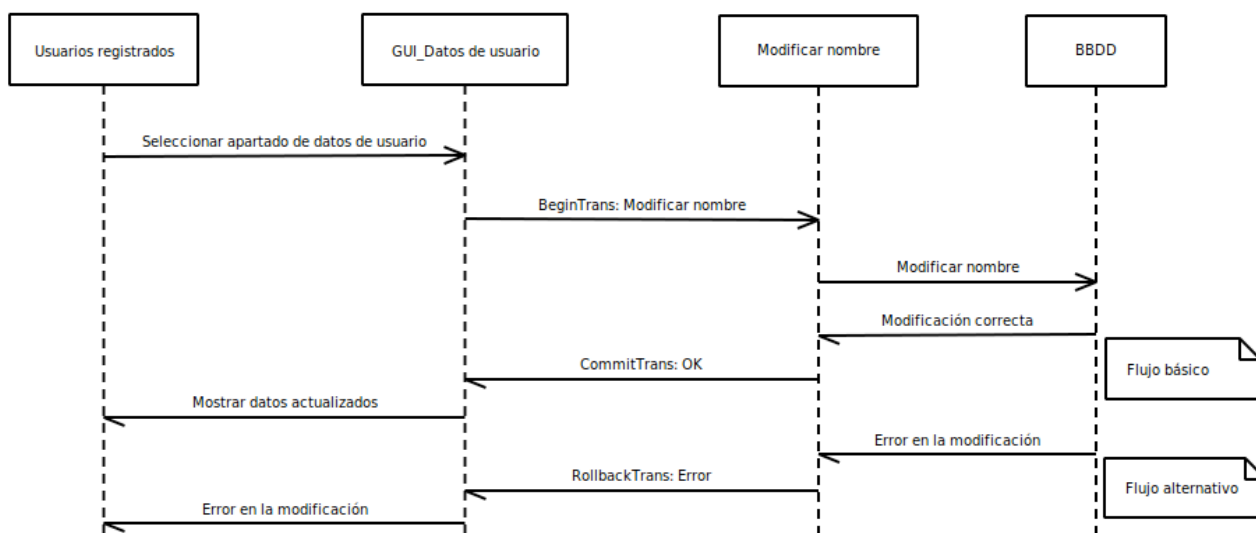 Usuarios registrados
GUI_Datos de usuario
Modificar nombre
BBDD
Seleccionar apartado de datos de usuario
BeginTrans: Modificar nombre
Modificar nombre
Modificación correcta
CommitTrans: OK
Flujo básico
Mostrar datos actualizados
Error en la modificación
RollbackTrans: Error
Flujo alternativo
Error en la modificación